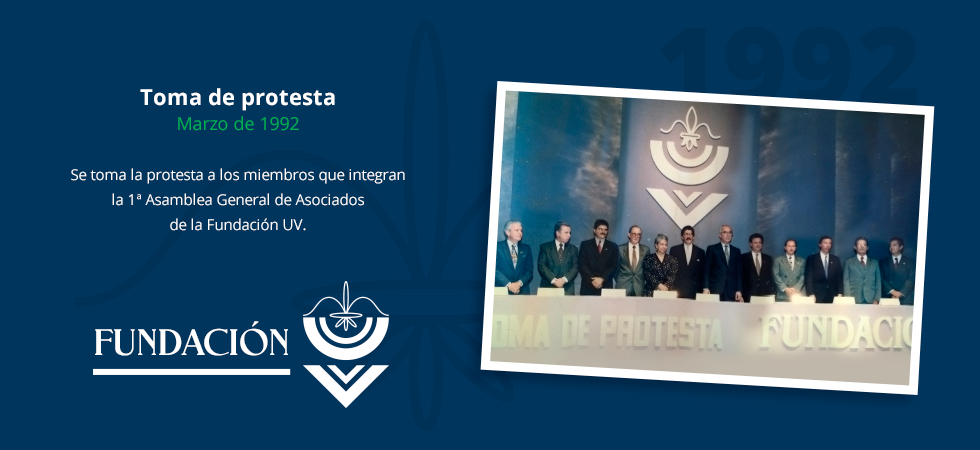 1992
Toma de protesta
Marzo de 1992
Se toma la protesta a los miembros que integran
la 1ª Asamblea General de Asociados
de la Fundación UV.
FUNDACIÓN
OMA DE PROTESTA FUNDACIÓ